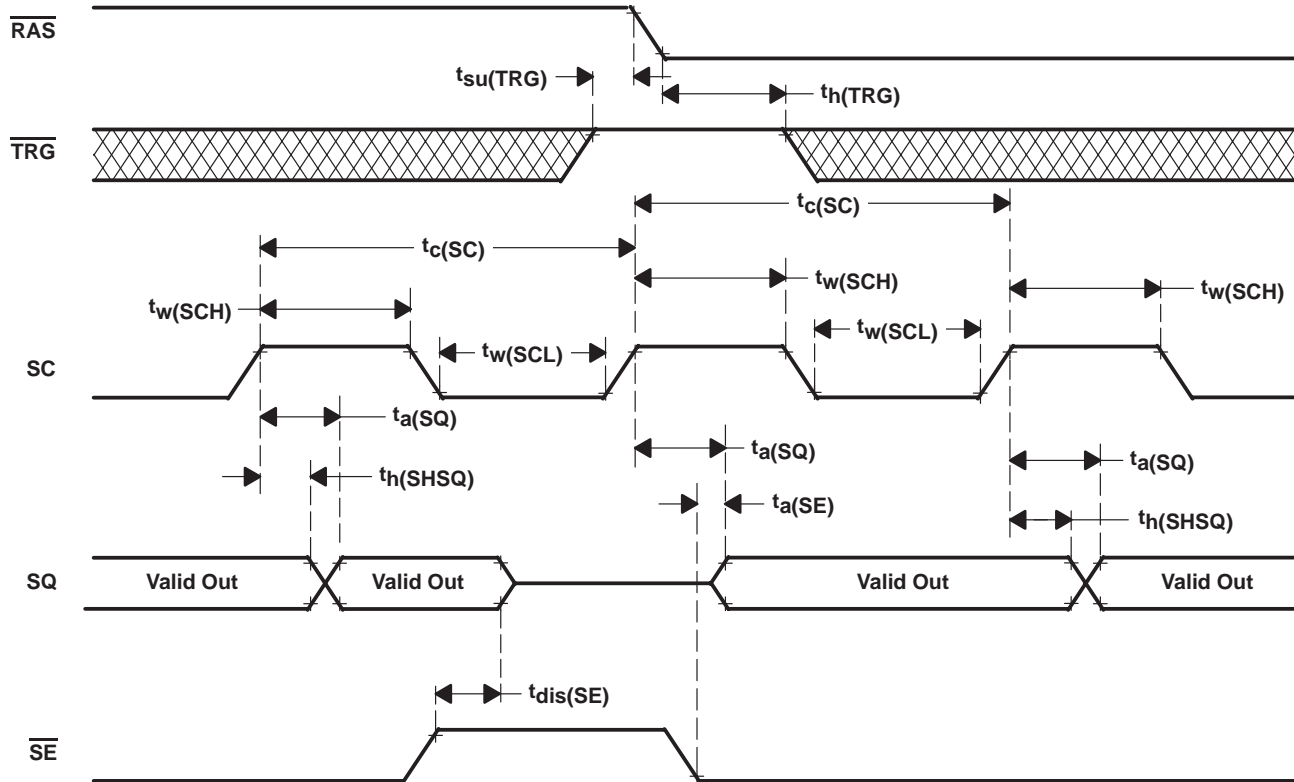 RAS
tsu(TRG)
th(TRG)
TRG
tc(SC)
tc(SC)
tw(SCH)
tw(SCH)
tw(SCH)
tw(SCL)
tw(SCL)
SC
ta(SQ)
ta(SQ)
ta(SQ)
th(SHSQ)
ta(SE)
th(SHSQ)
SQ Valid Out Valid Out Valid Out Valid Out
tdis(SE)
SE